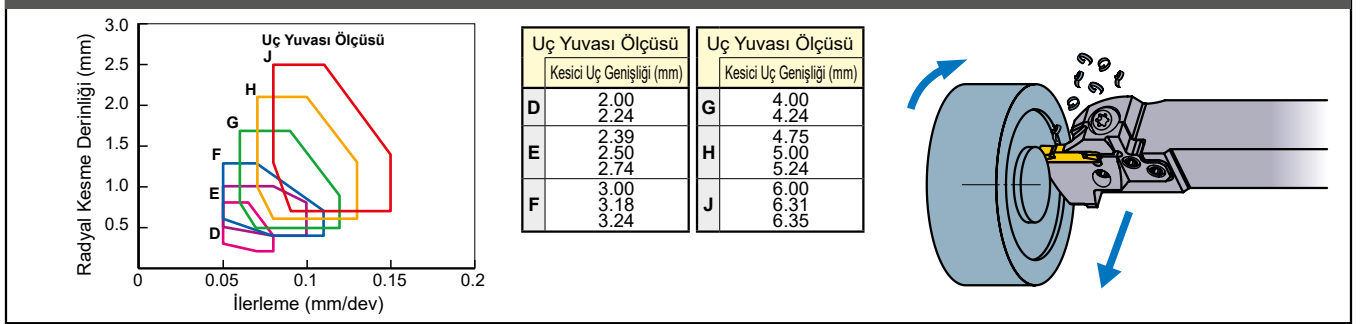 Radyal Kesme Derinliği (mm)
3.0
2.5
2.0
1.5
1.0
0.5
Uç Yuvası Ölçüsü
J
H
G
F
E
D
0
0.05
0.1
0.15
0.2
İlerleme (mm/dev)
Uç Yuvası Ölçüsü
Kesici Uç Genişliği (mm)
D
2.00
2.24
E
2.39
2.50
2.74
F
3.00
3.18
3.24
Uç Yuvası Ölçüsü
Kesici Uç Genişliği (mm)
G
4.00
4.24
H
4.75
5.00
5.24
J
6.00
6.31
6.35